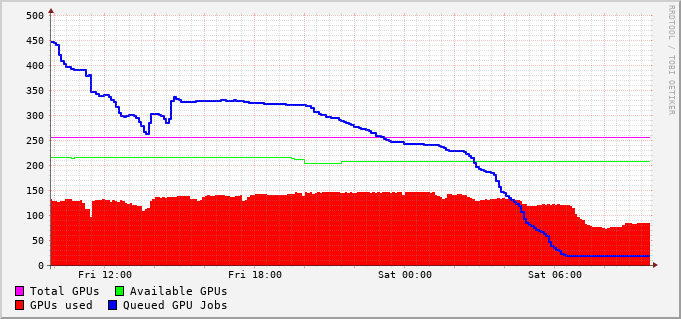 500
450
400
350
300
250
200
150
100
50
0
Fri 12:00 Fri 18:00 Sat 00:00 Sat 06:00
Total GPUs Available GPUs
GPUs used Queued GPU Jobs
RRDTOOL / TOBI OETIKER